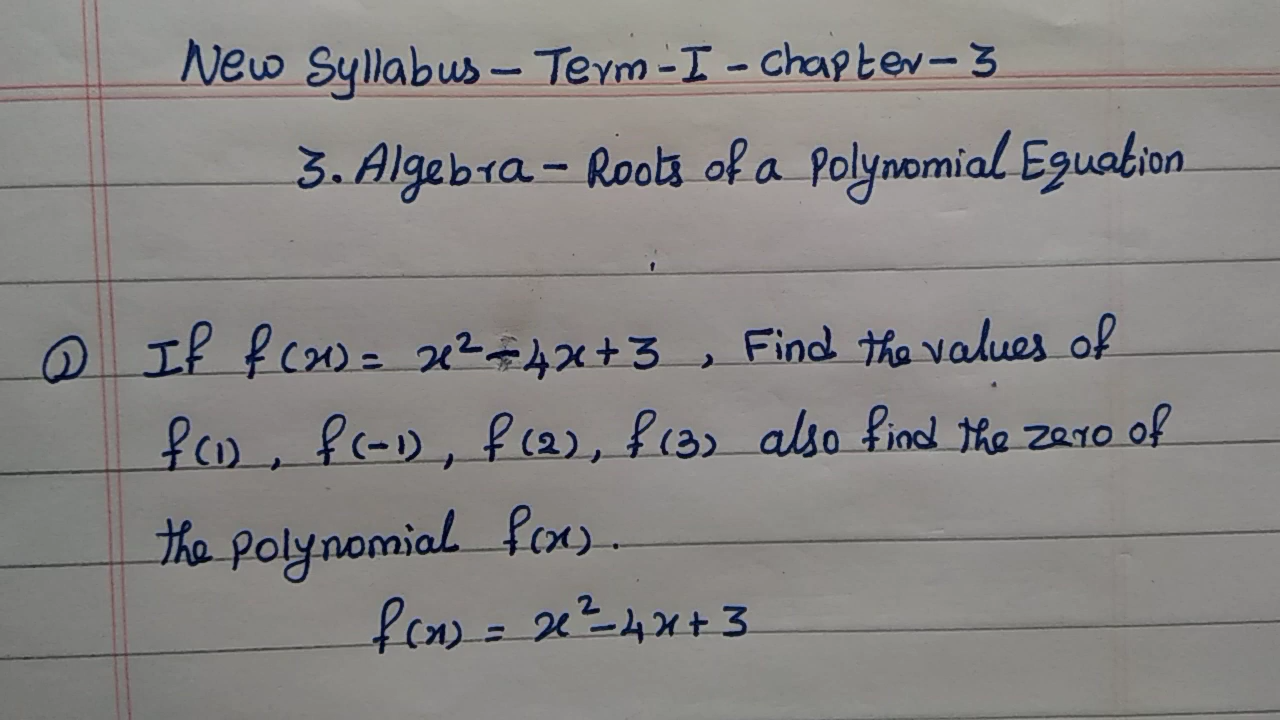 New Syllabus - Term-I - Chapter - 3
3. Algebra - Roots of a Polynomial Equation
① If f(x) = x² - 4x + 3 , Find the values of
f(1) , f(-1) , f(2), f(3) also find the zero of
the polynomial f(x).
f(x) = x² - 4x + 3